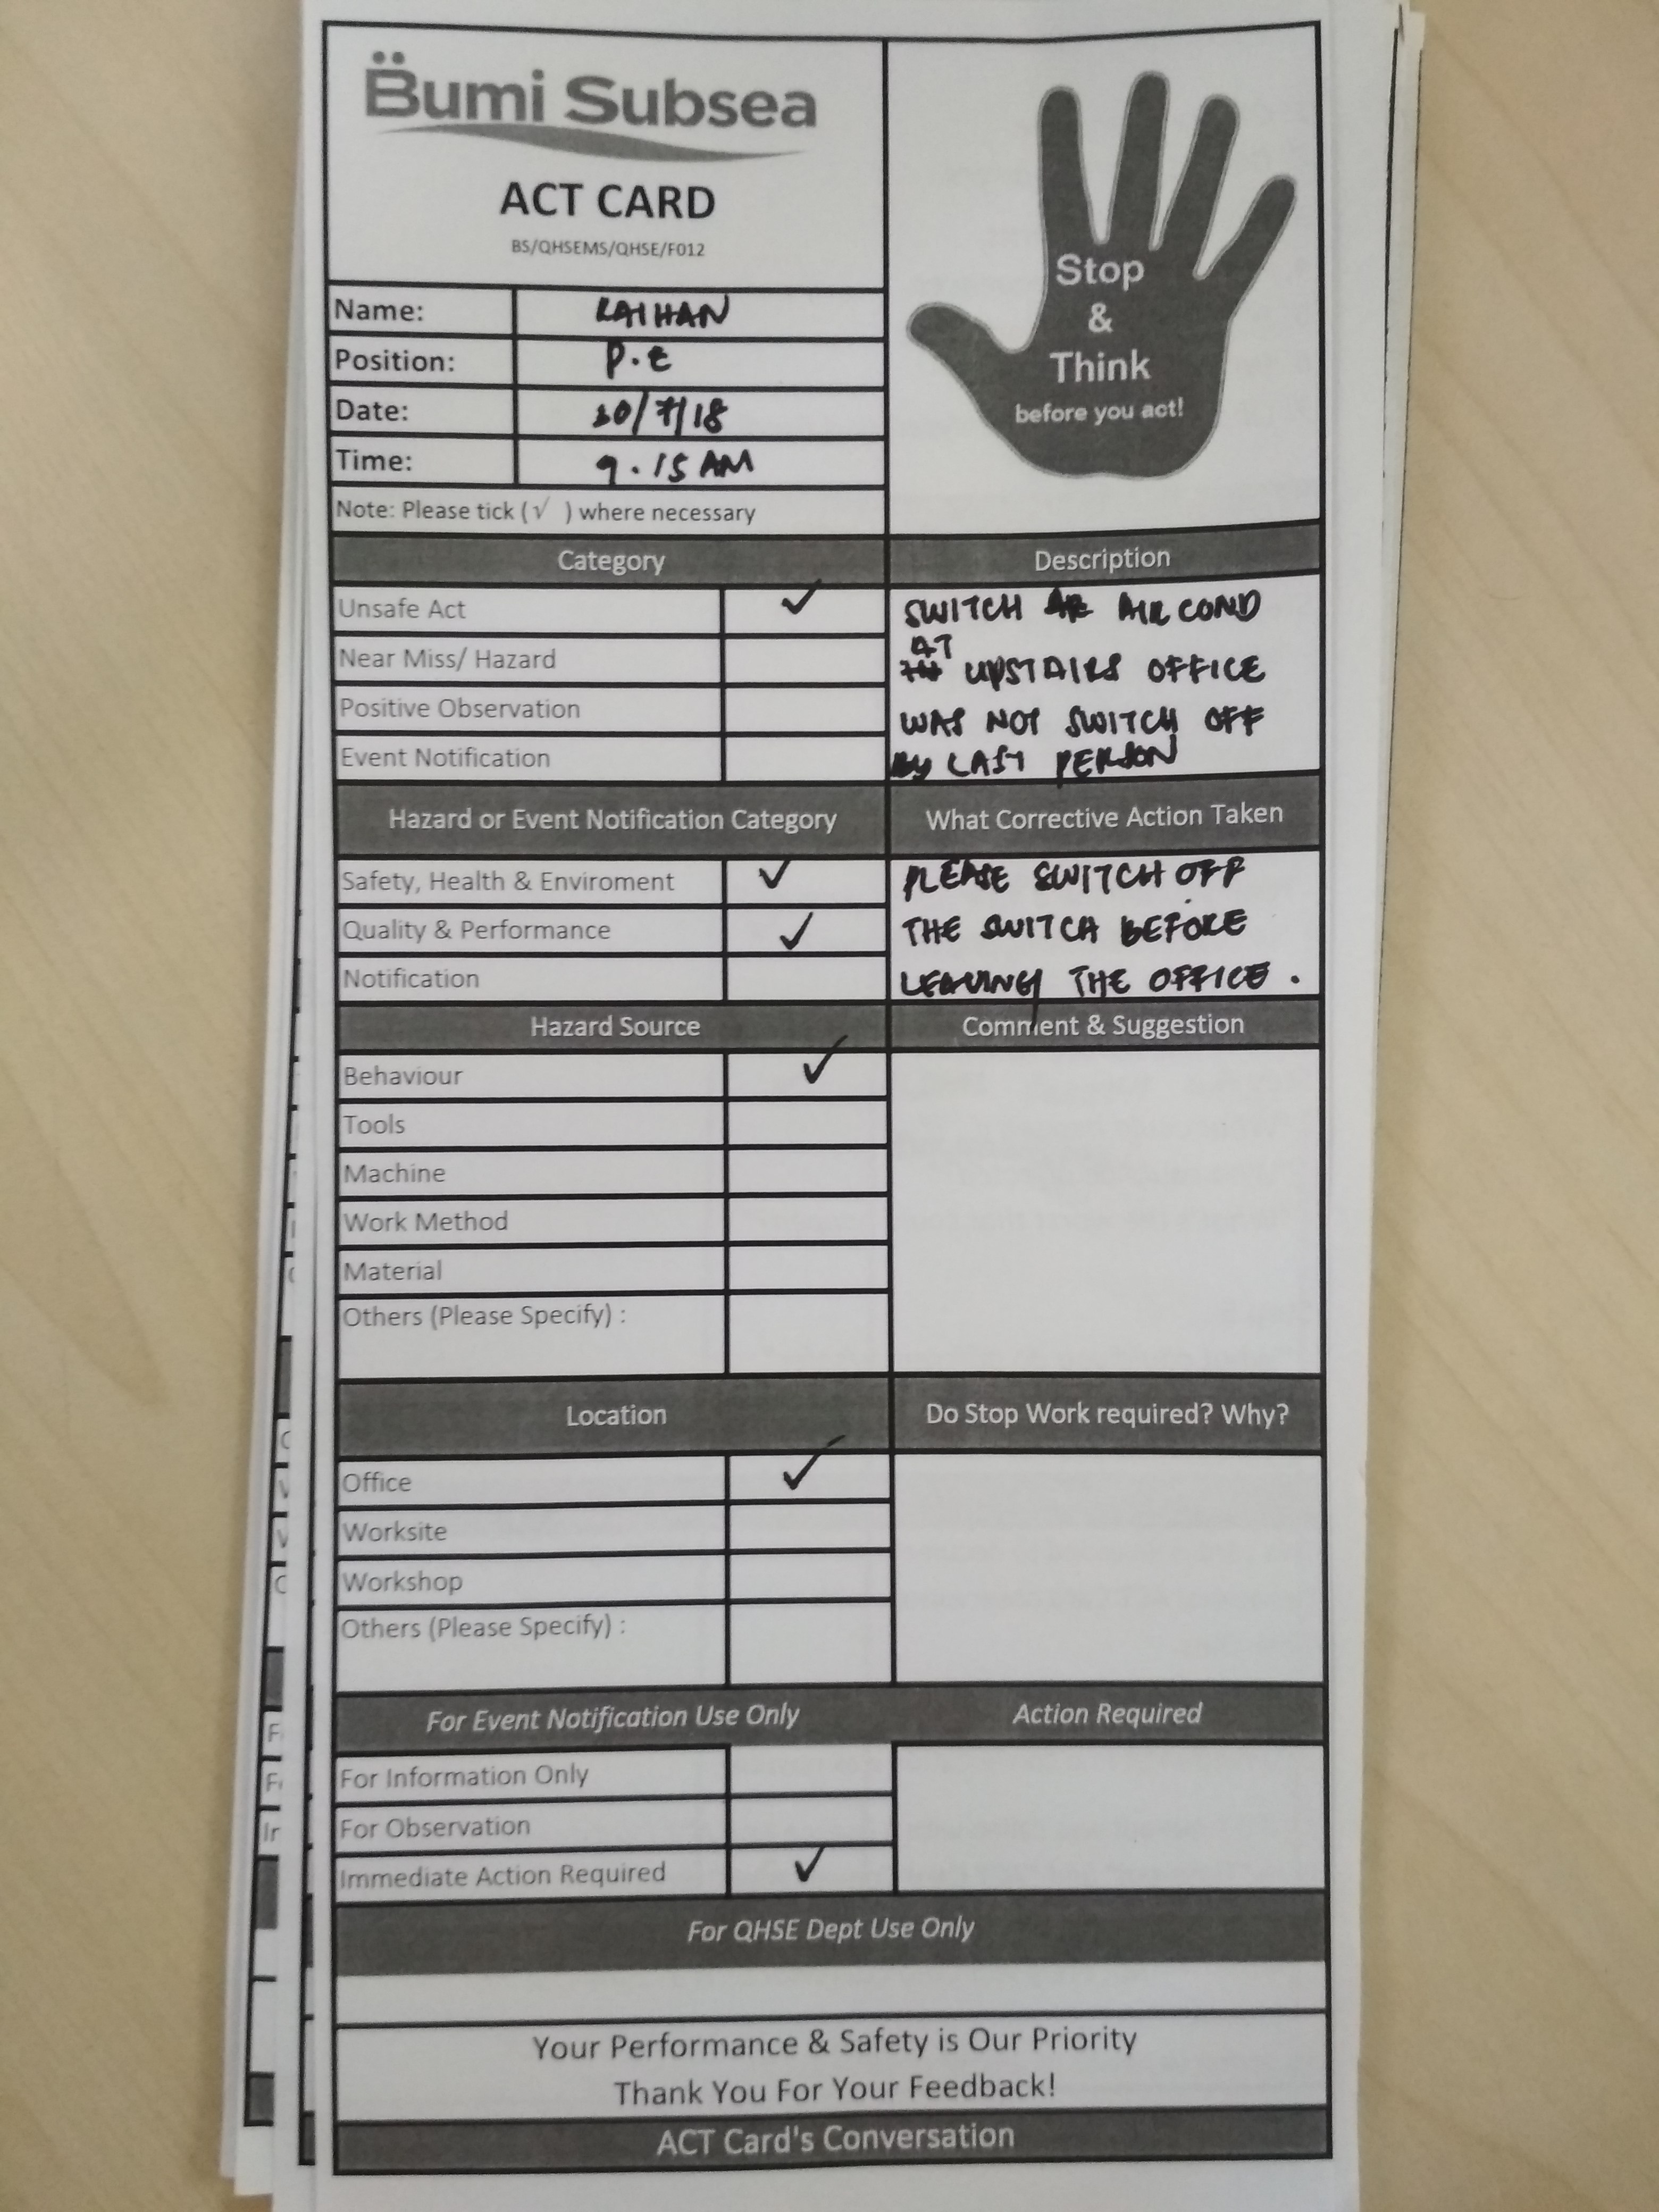 Bumi Subsea
ACT CARD
BS/QHSEMS/QHSE/F012
Stop
&
Think
before you act!
Name: RAIHAN
Position: P.E
Date: 30/7/18
Time: 9.15 AM
Note: Please tick (√ ) where necessary
Category
Description
Unsafe Act ✓
Near Miss/ Hazard
Positive Observation
Event Notification
SWITCH AIR COND
AT UPSTAIRS OFFICE
WAS NOT SWITCH OFF
BY LAST PERSON
Hazard or Event Notification Category
What Corrective Action Taken
Safety, Health & Enviroment ✓
Quality & Performance ✓
Notification
PLEASE SWITCH OFF
THE SWITCH BEFORE
LEAVING THE OFFICE .
Hazard Source
Comment & Suggestion
Behaviour ✓
Tools
Machine
Work Method
Material
Others (Please Specify) :
Location
Do Stop Work required? Why?
Office ✓
Worksite
Workshop
Others (Please Specify) :
For Event Notification Use Only
Action Required
For Information Only
For Observation
Immediate Action Required ✓
For QHSE Dept Use Only
Your Performance & Safety is Our Priority
Thank You For Your Feedback!
ACT Card's Conversation